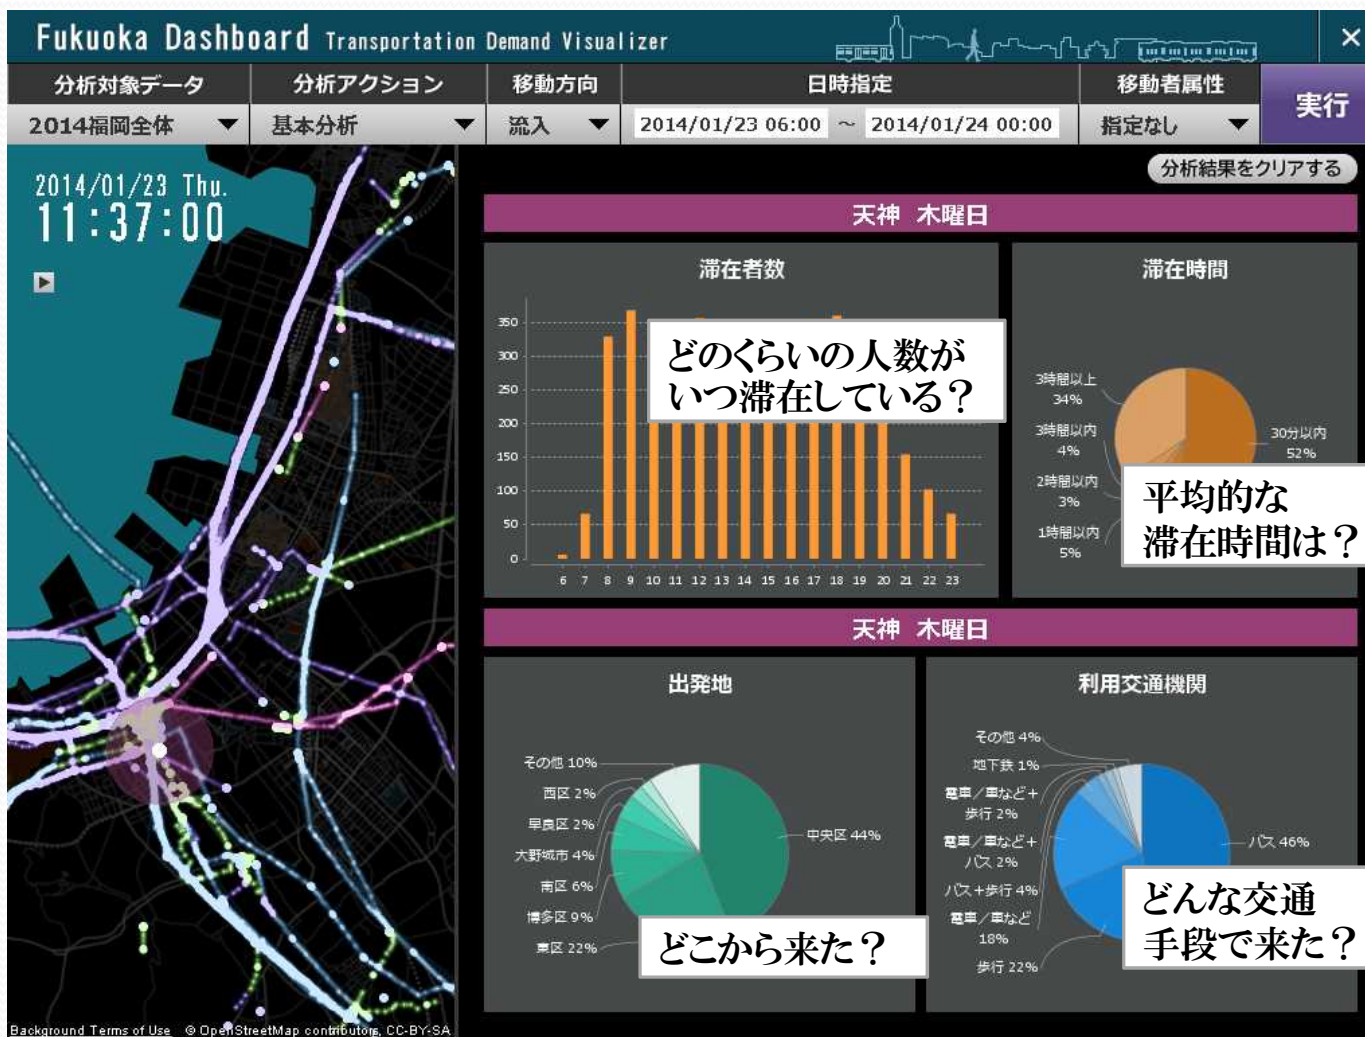 Fukuoka Dashboard Transportation Demand Visualizer
×
分析対象データ 分析アクション 移動方向 日時指定 移動者属性 実行
2014福岡全体 基本分析 流入 2014/01/23 06:00 ～ 2014/01/24 00:00 指定なし
2014/01/23 Thu.
11:37:00
分析結果をクリアする
天神 木曜日
滞在者数
350
300
250
200
150
100
50
0
6 7 8 9 10 11 12 13 14 15 16 17 18 19 20 21 22 23
どのくらいの人数が
いつ滞在している？
滞在時間
3時間以上
34%
3時間以内
4%
2時間以内
3%
1時間以内
5%
30分以内
52%
平均的な
滞在時間は？
天神 木曜日
出発地
その他 10%
西区 2%
早良区 2%
大野城市 4%
南区 6%
博多区 9%
東区 22%
中央区 44%
どこから来た？
利用交通機関
その他 4%
地下鉄 1%
電車／車など＋
歩行 2%
電車／車など＋
バス 2%
バス＋歩行 4%
電車／車など
18%
歩行 22%
バス 46%
どんな交通
手段で来た？
Background Terms of Use © OpenStreetMap contributors, CC-BY-SA